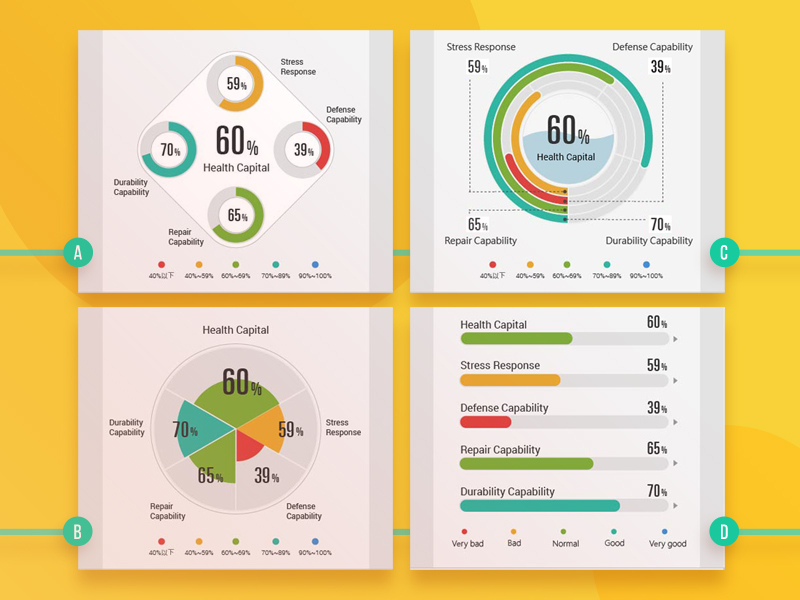 59%
Stress
Response
Defense
Capability
70%
60%
39%
Health Capital
Durability
Capability
65%
Repair
Capability
40%以下 40%~59% 60%~69% 70%~89% 90%~100%
A
Stress Response Defense Capability
59% 39%
60%
Health Capital
65% 70%
Repair Capability Durability Capability
40%以下 40%~59% 60%~69% 70%~89% 90%~100%
C
Health Capital
60%
Durability
Capability
70% 59%
Stress
Response
65% 39%
Repair
Capability
Defense
Capability
40%以下 40%~59% 60%~69% 70%~89% 90%~100%
B
Health Capital 60%
Stress Response 59%
Defense Capability 39%
Repair Capability 65%
Durability Capability 70%
Very bad Bad Normal Good Very good
D